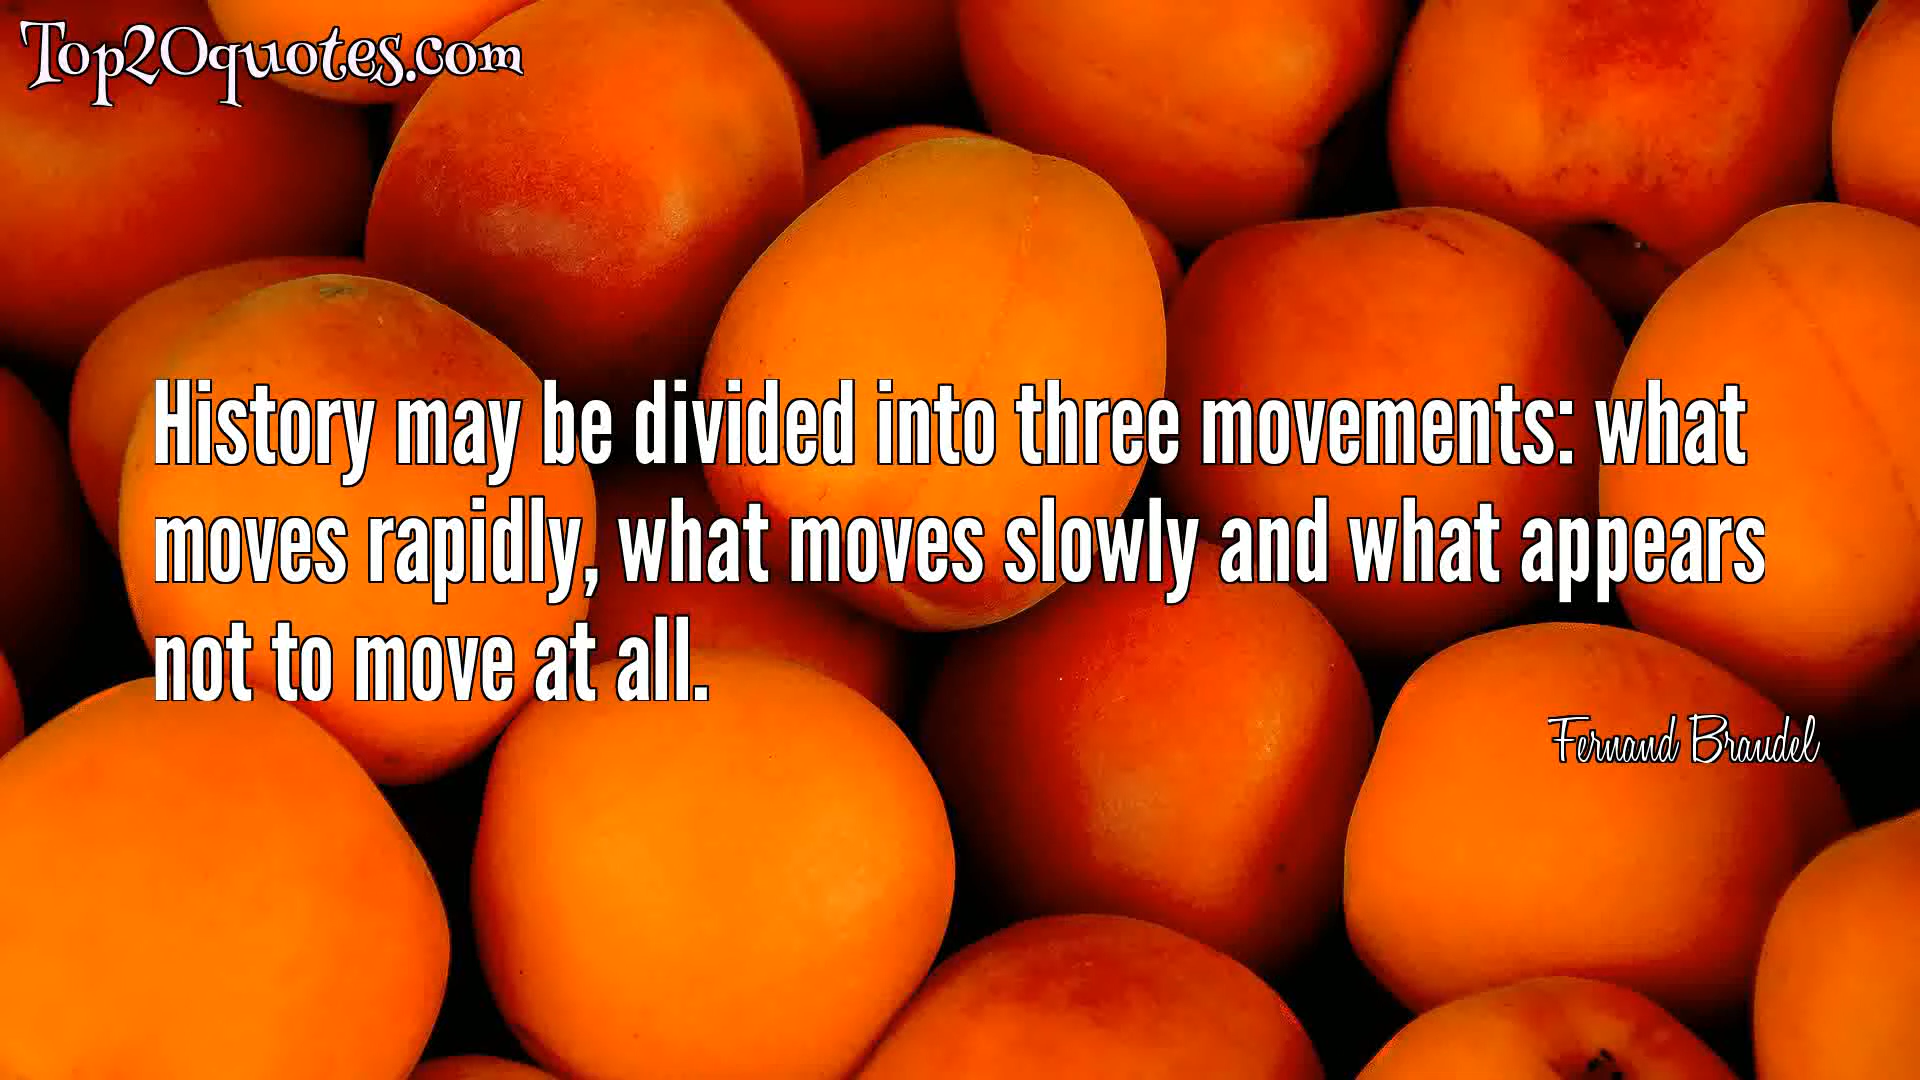 Top20quotes.com
History may be divided into three movements: what
moves rapidly, what moves slowly and what appears
not to move at all.
Fernand Braudel